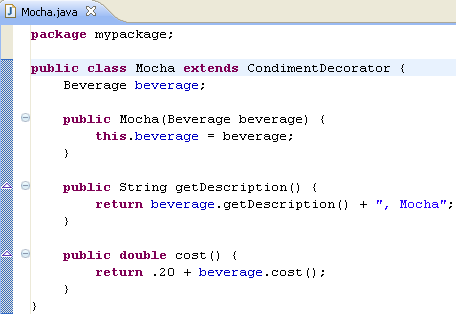 Mocha.java
package mypackage;
public class Mocha extends CondimentDecorator {
Beverage beverage;
public Mocha(Beverage beverage) {
this.beverage = beverage;
}
public String getDescription() {
return beverage.getDescription() + ", Mocha";
}
public double cost() {
return .20 + beverage.cost();
}
}